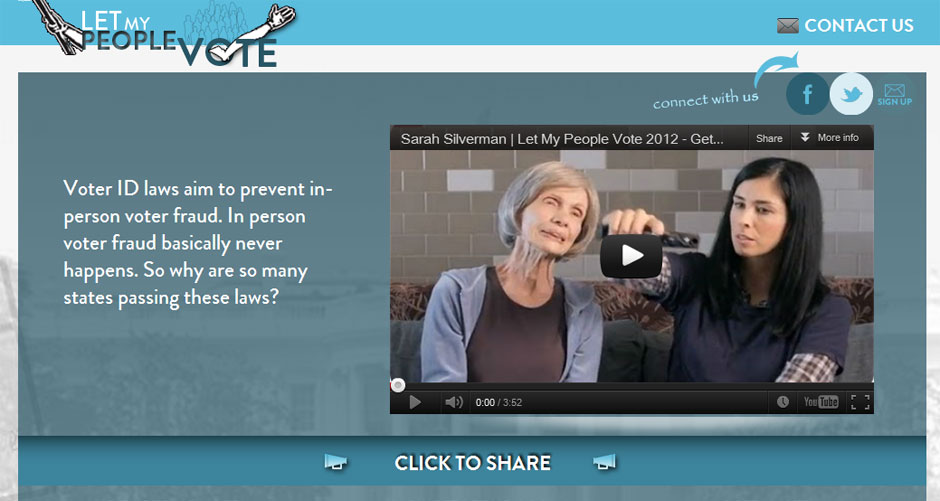 LET MY
PEOPLE VOTE
CONTACT US
connect with us
f
SIGN UP
Sarah Silverman | Let My People Vote 2012 - Get...
Share
More info
Voter ID laws aim to prevent in-
person voter fraud. In person
voter fraud basically never
happens. So why are so many
states passing these laws?
0:00 / 3:52
YouTube
CLICK TO SHARE